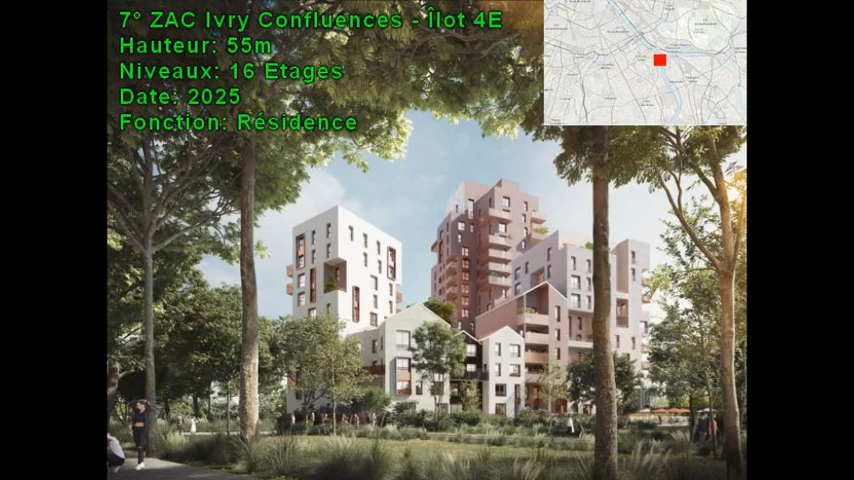 7° ZAC Ivry Confluences - Îlot 4E
Hauteur: 55m
Niveaux: 16 Etages
Date: 2025
Fonction: Résidence